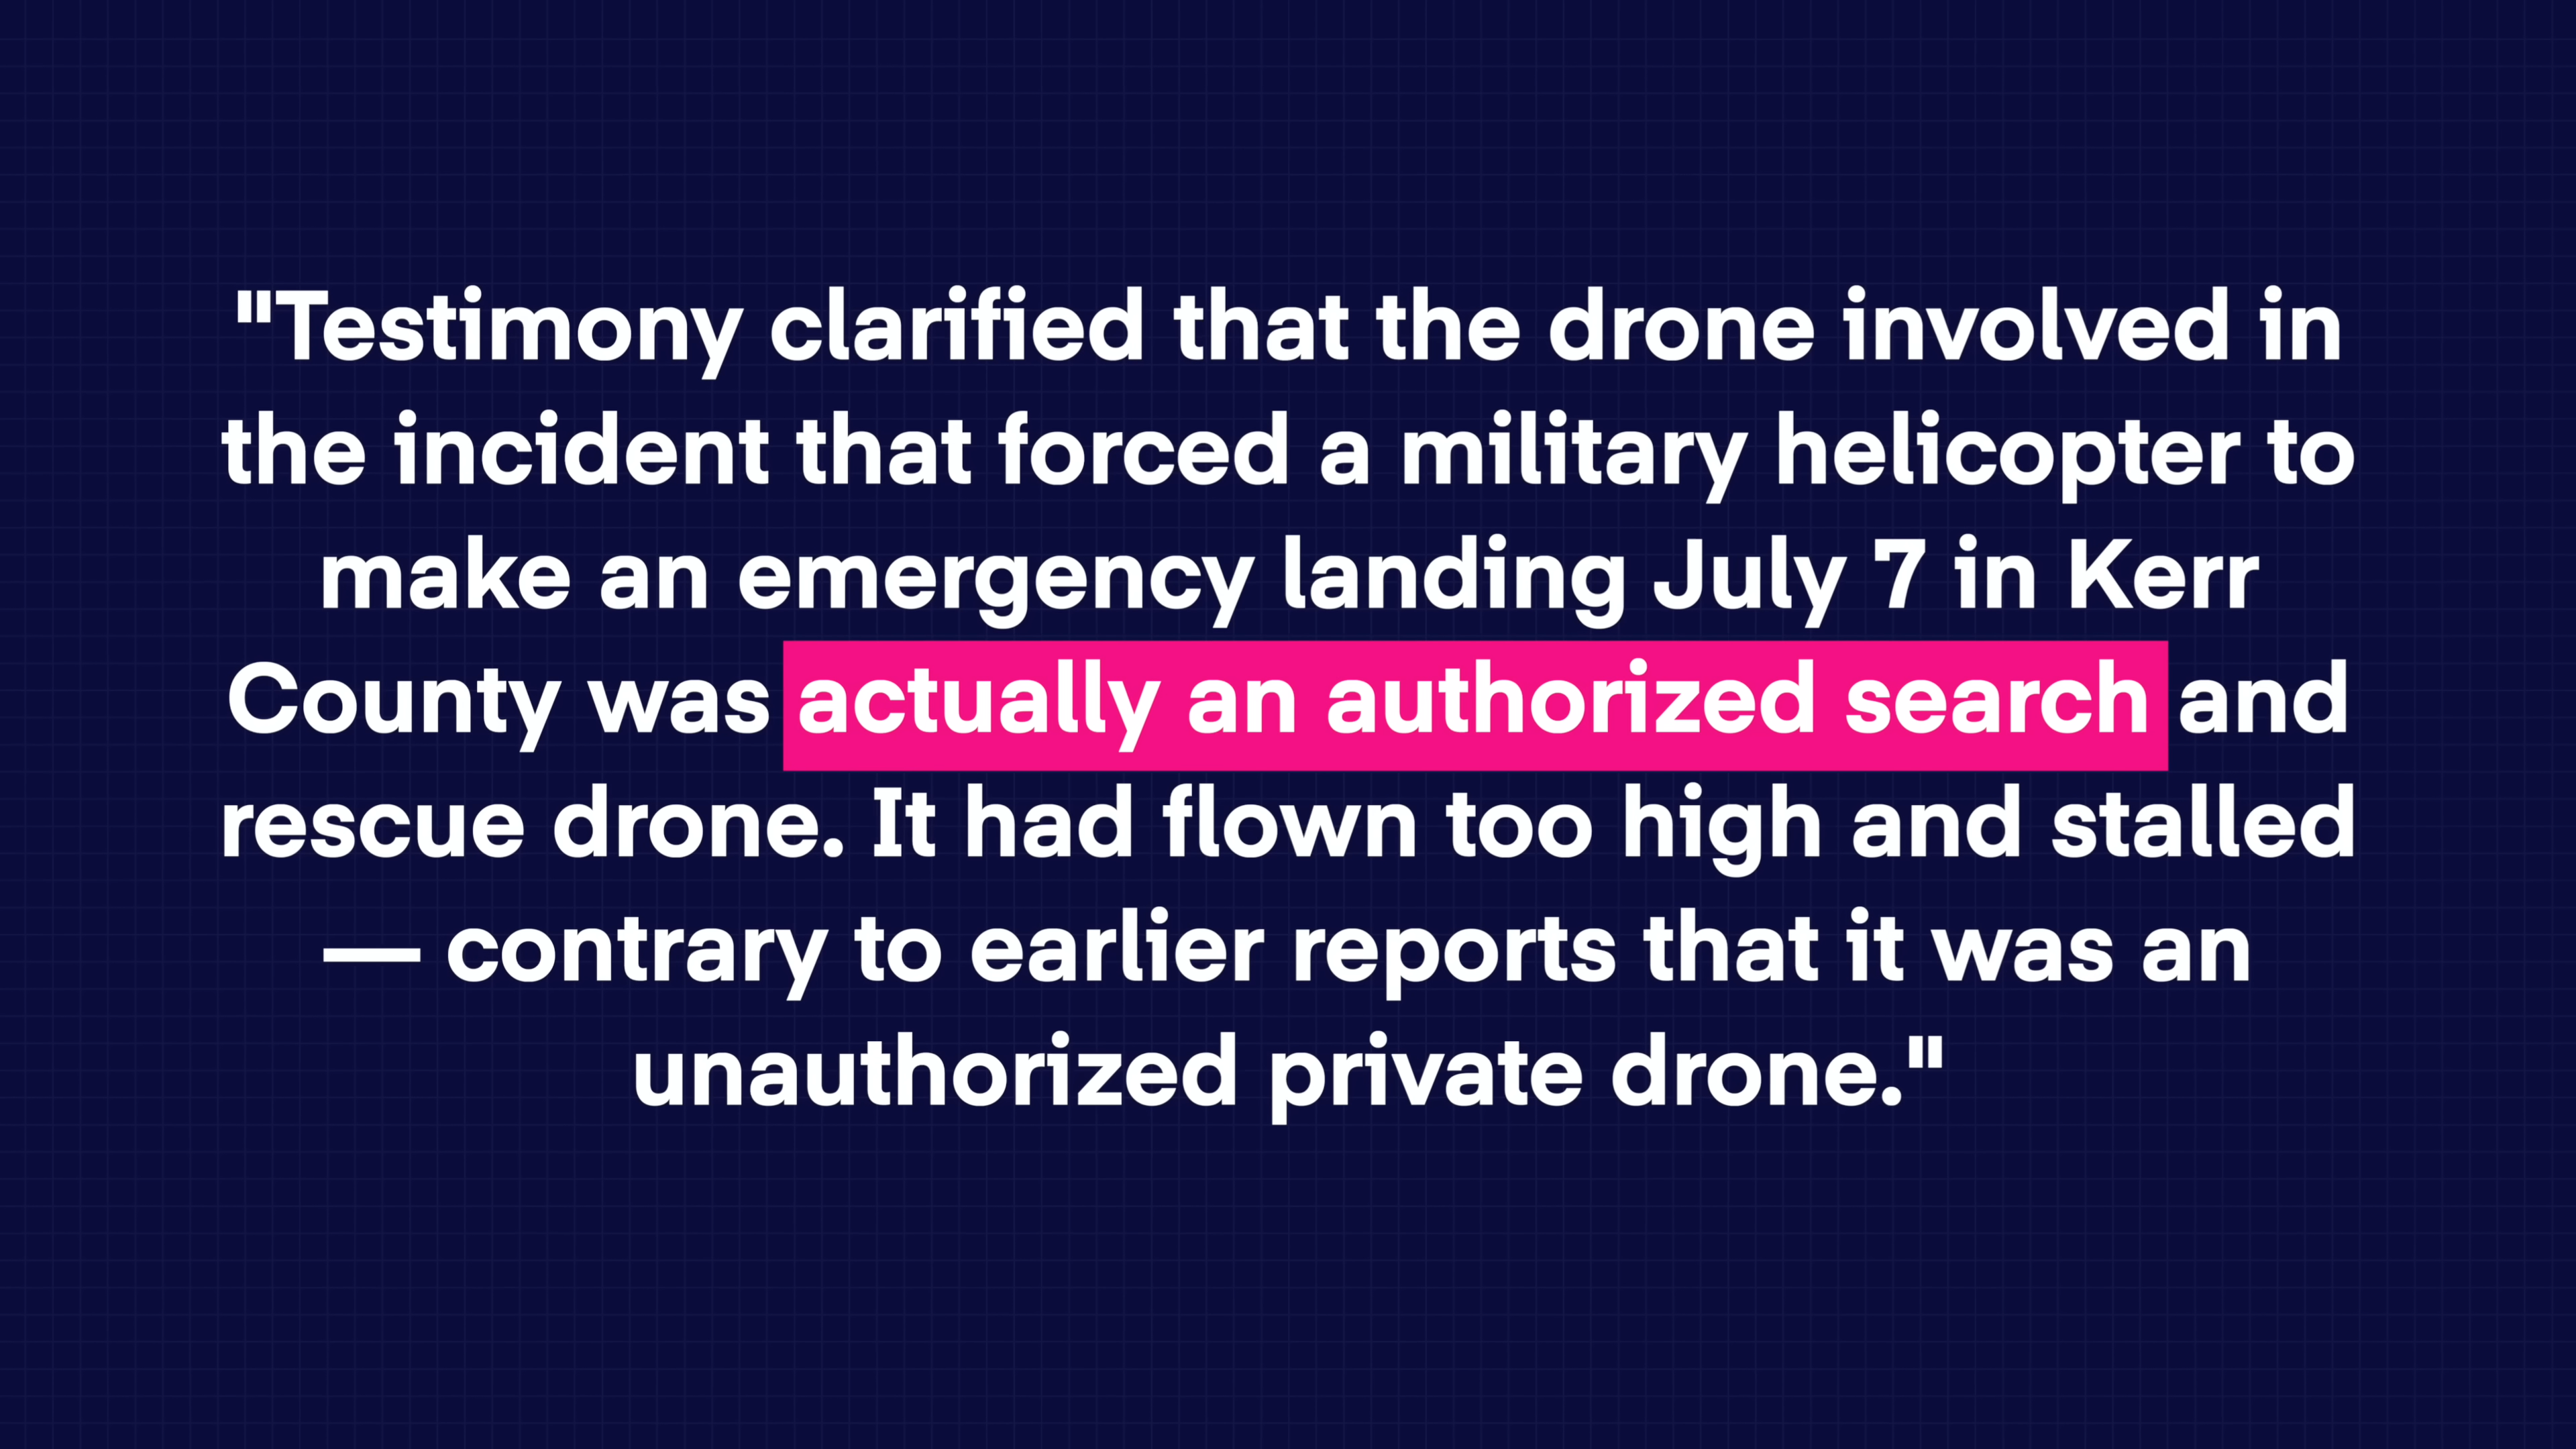 "Testimony clarified that the drone involved in
the incident that forced a military helicopter to
make an emergency landing July 7 in Kerr
County was actually an authorized search and
rescue drone. It had flown too high and stalled
— contrary to earlier reports that it was an
unauthorized private drone."